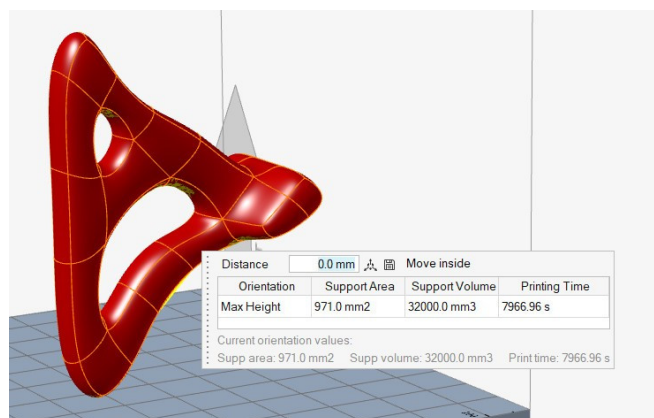 Distance 0.0 mm Move inside
Orientation Support Area Support Volume Printing Time
Max Height 971.0 mm2 32000.0 mm3 7966.96 s
Current orientation values:
Supp area: 971.0 mm2 Supp volume: 32000.0 mm3 Print time: 7966.96 s